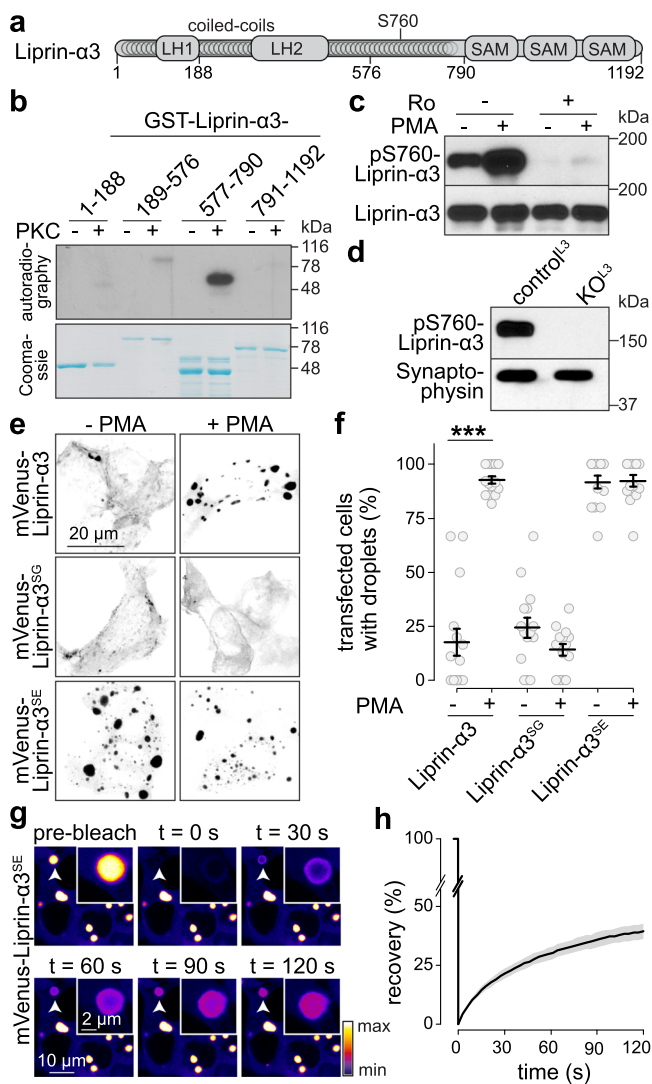 a
coiled-coils
S760
Liprin-α3
LH1
LH2
SAM
SAM
SAM
1
188
576
790
1192
b
GST-Liprin-α3-
1-188
189-576
577-790
791-1192
PKC
- + - + - + - +
kDa
autoradio-
graphy
116
78
48
Cooma-
ssie
116
78
48
c
Ro - +
PMA - + - +
kDa
200
pS760-
Liprin-α3
200
Liprin-α3
d
control^L3
KO^L3
kDa
pS760-
Liprin-α3
150
Synapto-
physin
37
e
- PMA
+ PMA
mVenus-
Liprin-α3
20 µm
mVenus-
Liprin-α3^SG
mVenus-
Liprin-α3^SE
f
***
transfected cells
with droplets (%)
100
75
50
25
0
PMA - + - + - +
Liprin-α3
Liprin-α3^SG
Liprin-α3^SE
g
mVenus-Liprin-α3^SE
pre-bleach
t = 0 s
t = 30 s
t = 60 s
t = 90 s
t = 120 s
2 µm
10 µm
max
min
h
recovery (%)
100
50
25
0
0 30 60 90 120
time (s)